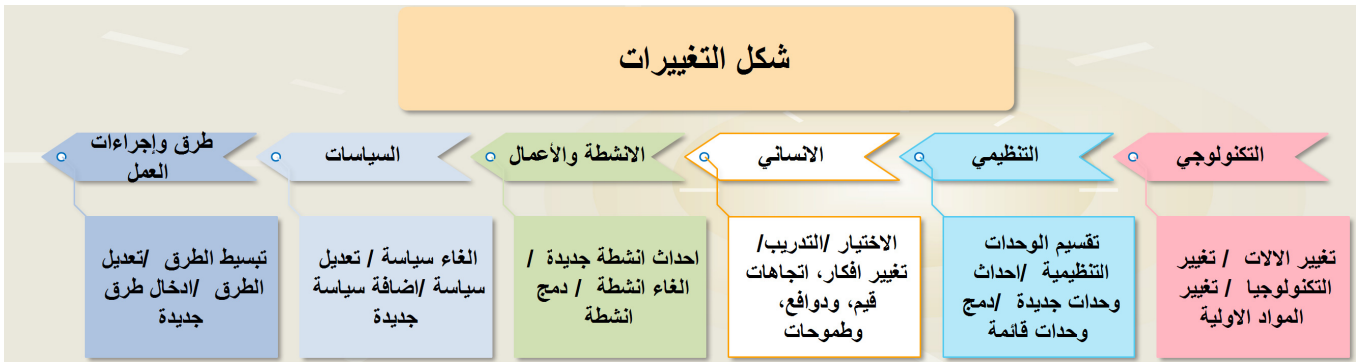 شكل التغييرات
التكنولوجي
تغيير الالات / تغيير
التكنولوجيا / تغيير
المواد الاولية
التنظيمي
تقسيم الوحدات
التنظيمية /احداث
وحدات جديدة /دمج
وحدات قائمة
الانساني
الاختيار /التدريب/
تغيير افكار، اتجاهات
قيم، ودوافع،
وطموحات
الانشطة والأعمال
احداث انشطة جديدة /
الغاء انشطة / دمج
انشطة
السياسات
الغاء سياسة / تعديل
سياسة /اضافة سياسة
جديدة
طرق وإجراءات
العمل
تبسيط الطرق /تعديل
الطرق /ادخال طرق
جديدة